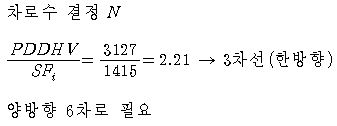 차로수 결정 N
PDDHV/SF_i = 3127/1415 = 2.21 → 3차선(한방향)
양방향 6차로 필요